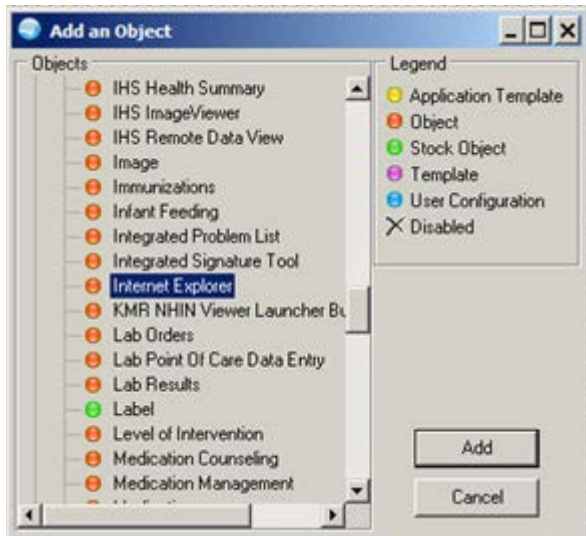 Add an Object
Objects
IHS Health Summary
IHS ImageViewer
IHS Remote Data View
Image
Immunizations
Infant Feeding
Integrated Problem List
Integrated Signature Tool
Internet Explorer
KMR NHIN Viewer Launcher Bu
Lab Orders
Lab Point Of Care Data Entry
Lab Results
Label
Level of Intervention
Medication Counseling
Medication Management
Legend
Application Template
Object
Stock Object
Template
User Configuration
Disabled
Add
Cancel